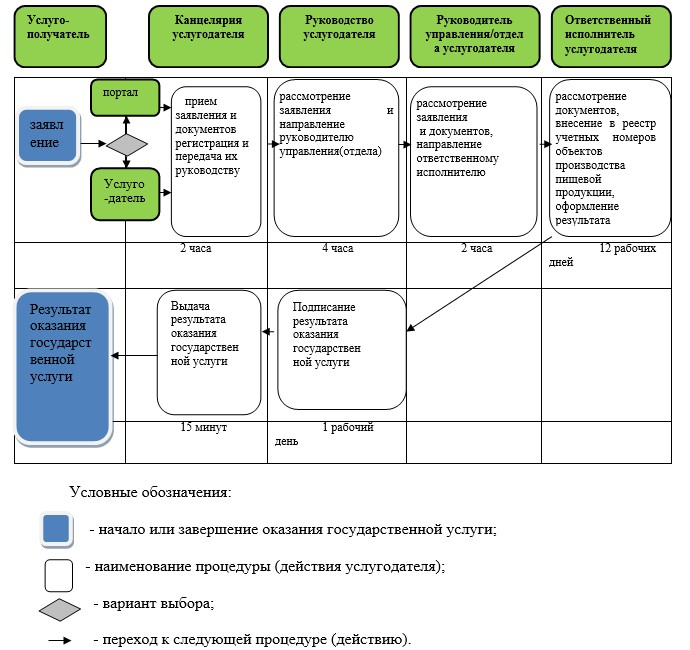 Услуго-
получатель
Канцелярия
услугодателя
Руководство
услугодателя
Руководитель
управления/отдел
а услугодателя
Ответственный
исполнитель
услугодателя
заявл
ение
портал
Услуго
-датель
прием
заявления и
документов
регистрация и
передача их
руководству
рассмотрение
заявления и
направление
руководителю
управления(отдела)
рассмотрение
заявления
и документов,
направление
ответственному
исполнителю
рассмотрение
документов,
внесение в реестр
учетных номеров
объектов
производства
пищевой
продукции,
оформление
результата
2 часа
4 часа
2 часа
12 рабочих
дней
Результат
оказания
государст
венной
услуги
Выдача
результата
оказания
государствен
ной услуги
Подписание
результата
оказания
государствен
ной услуги
15 минут
1 рабочий
день
Условные обозначения:
- начало или завершение оказания государственной услуги;
- наименование процедуры (действия услугодателя);
- вариант выбора;
- переход к следующей процедуре (действию).